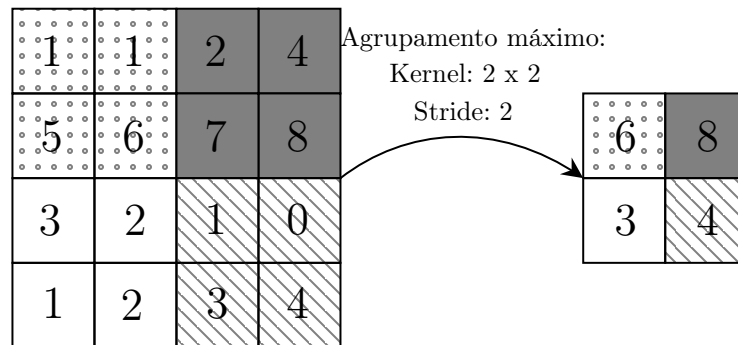 1 1 2 4
Agrupamento máximo:
Kernel: 2 x 2
Stride: 2
5 6 7 8
3 2 1 0
1 2 3 4
6 8
3 4